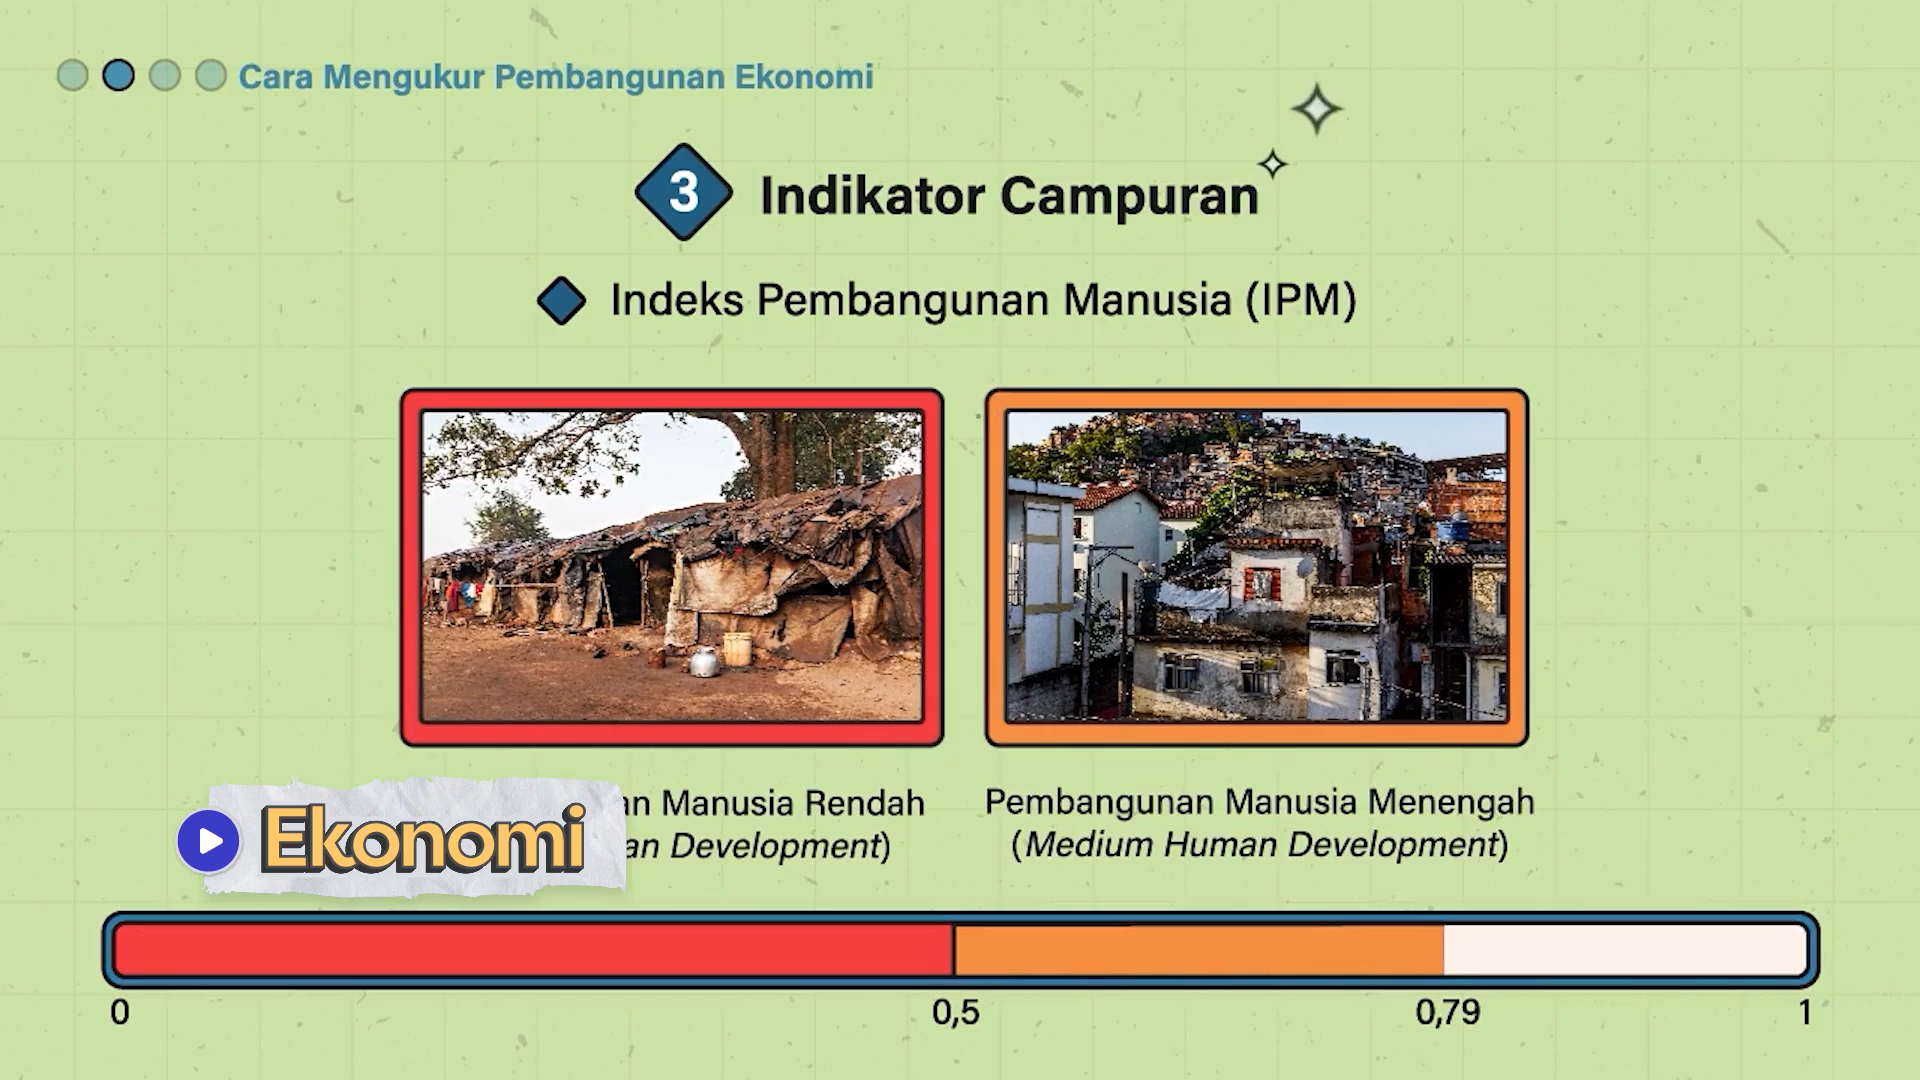 Cara Mengukur Pembangunan Ekonomi
3 Indikator Campuran
Indeks Pembangunan Manusia (IPM)
an Manusia Rendah
an Development)
Pembangunan Manusia Menengah
(Medium Human Development)
Ekonomi
0 0,5 0,79 1